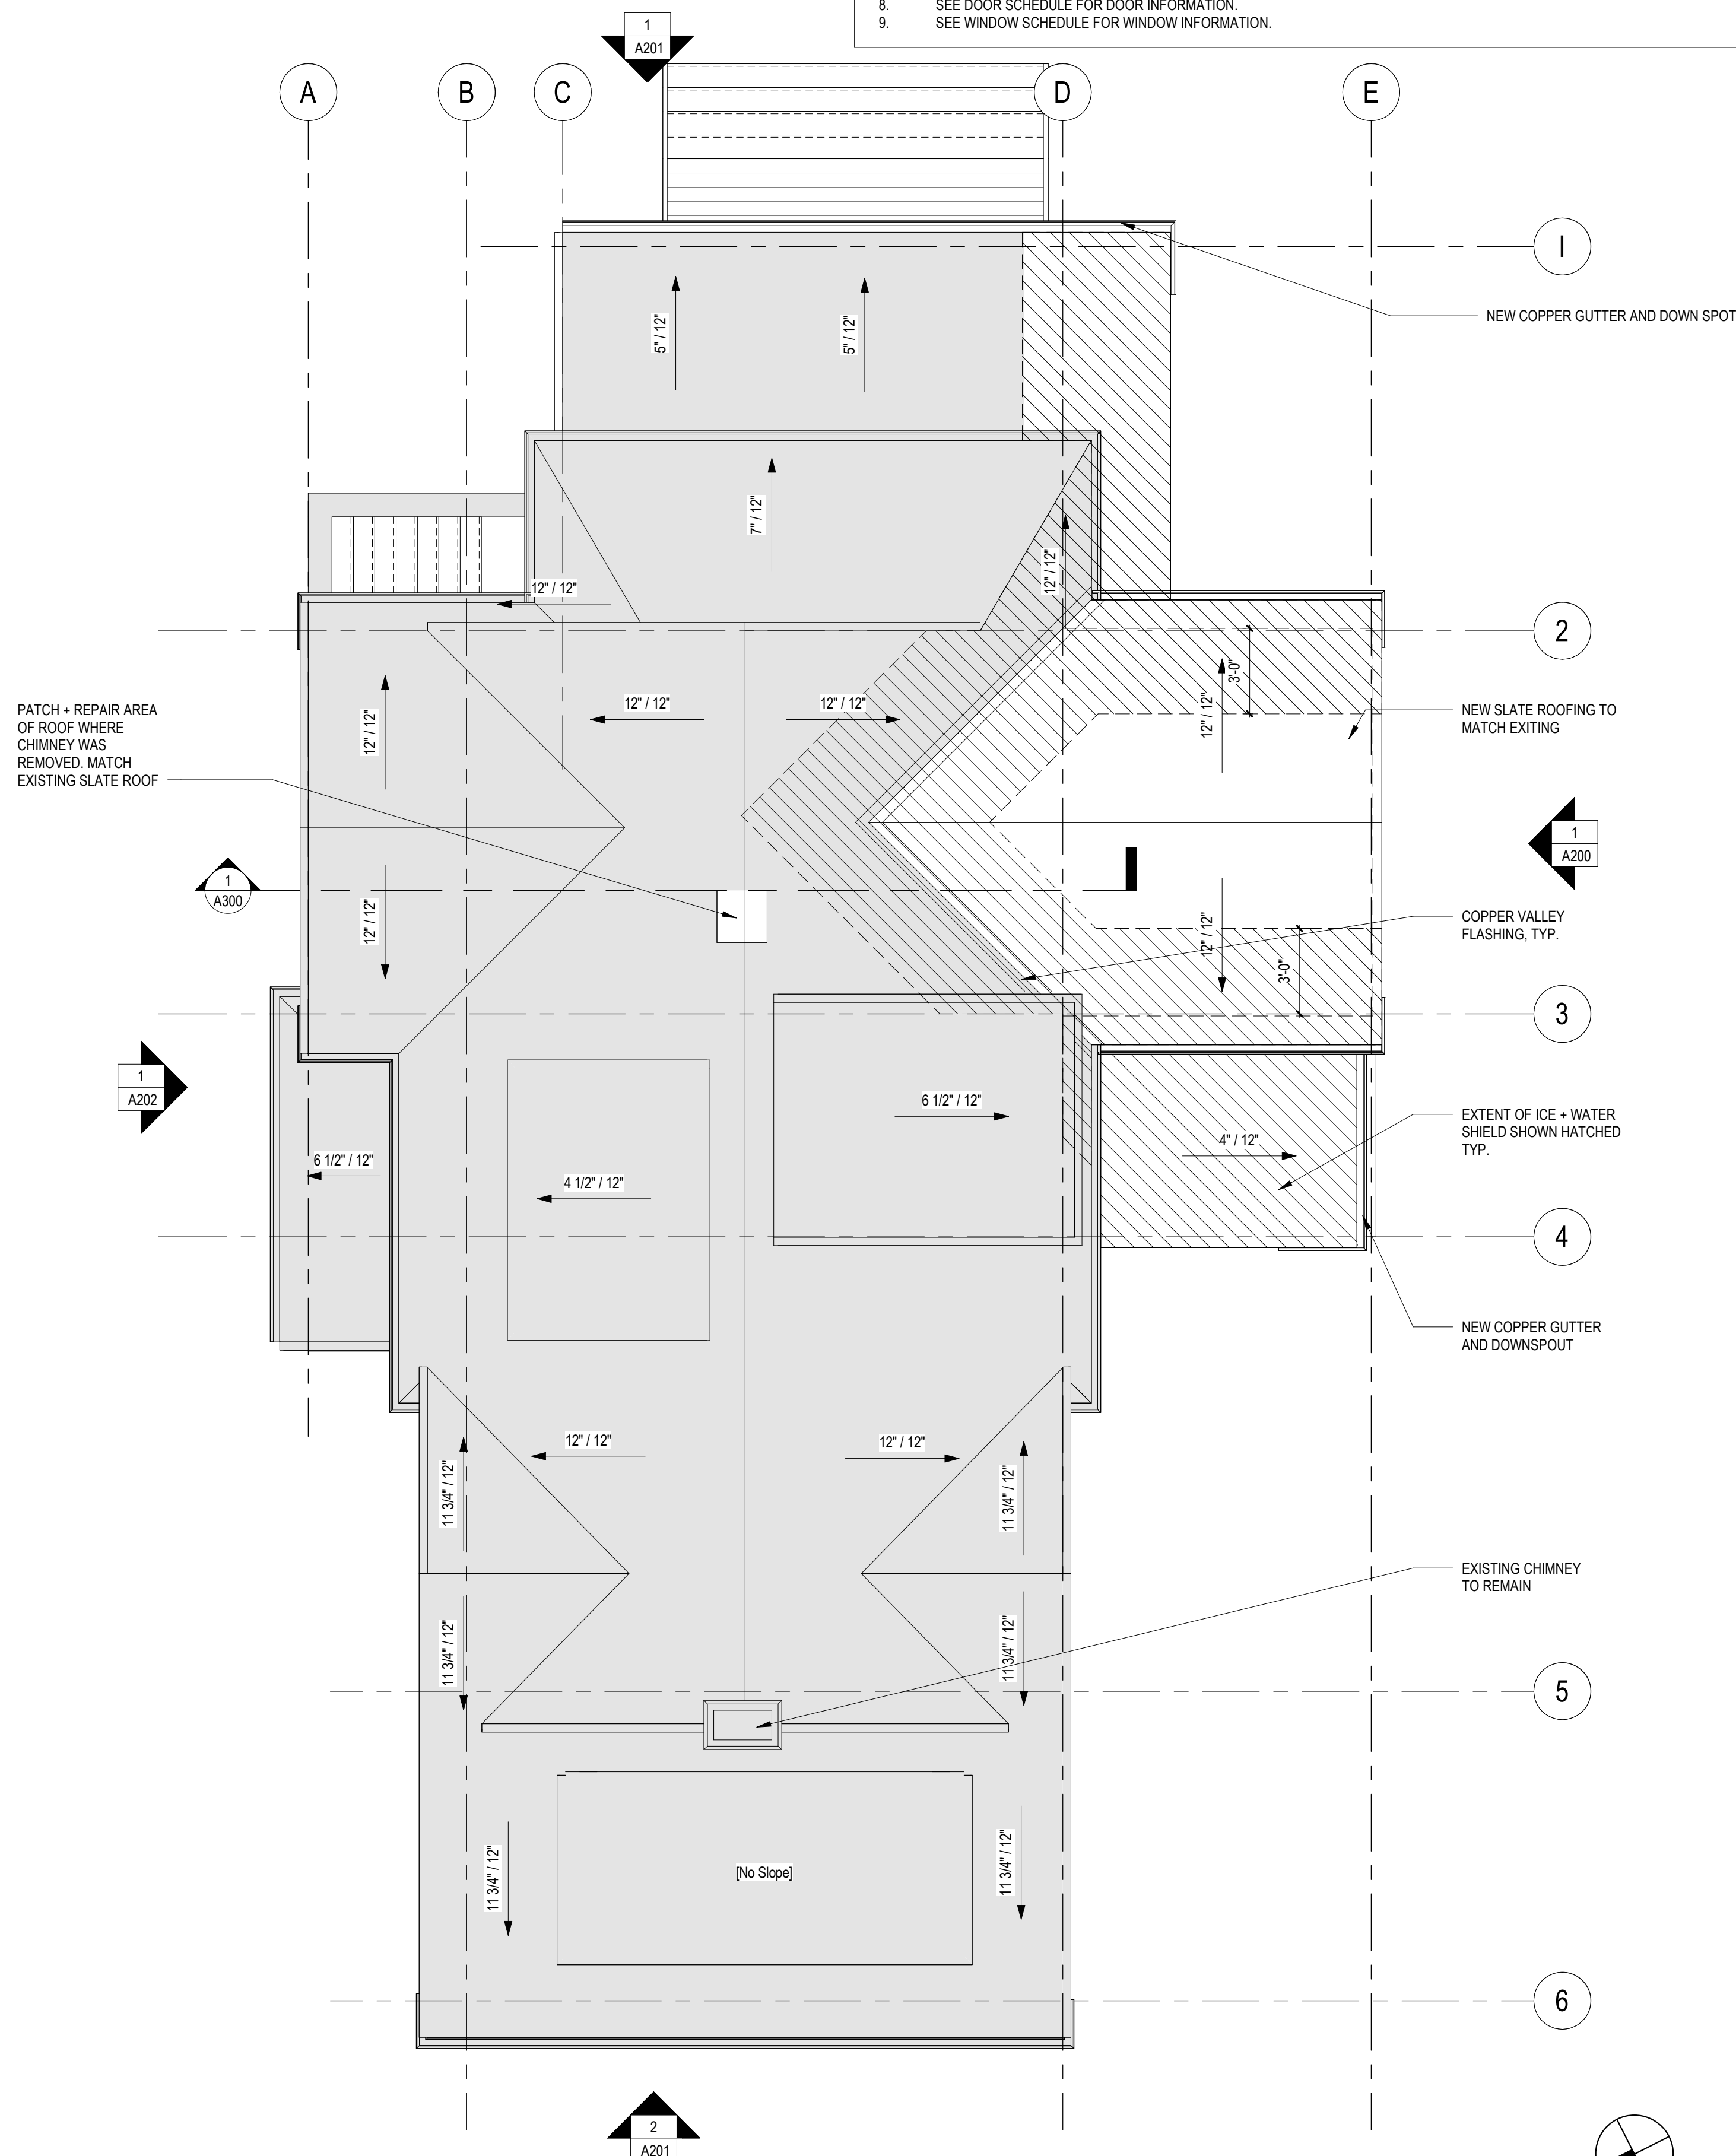 8. SEE DOOR SCHEDULE FOR DOOR INFORMATION.
9. SEE WINDOW SCHEDULE FOR WINDOW INFORMATION.
1
A201
A
B
C
D
E
I
NEW COPPER GUTTER AND DOWN SPOT
5" / 12"
5" / 12"
7" / 12"
12" / 12"
12" / 12"
2
3'-0"
12" / 12"
12" / 12"
12" / 12"
12" / 12"
PATCH + REPAIR AREA
OF ROOF WHERE
CHIMNEY WAS
REMOVED. MATCH
EXISTING SLATE ROOF
NEW SLATE ROOFING TO
MATCH EXITING
1
A200
1
A300
12" / 12"
12" / 12"
COPPER VALLEY
FLASHING, TYP.
3'-0"
3
1
A202
6 1/2" / 12"
EXTENT OF ICE + WATER
SHIELD SHOWN HATCHED
TYP.
4" / 12"
6 1/2" / 12"
4 1/2" / 12"
4
NEW COPPER GUTTER
AND DOWNSPOUT
12" / 12"
12" / 12"
11 3/4" / 12"
11 3/4" / 12"
EXISTING CHIMNEY
TO REMAIN
11 3/4" / 12"
11 3/4" / 12"
5
11 3/4" / 12"
[No Slope]
11 3/4" / 12"
6
2
A201